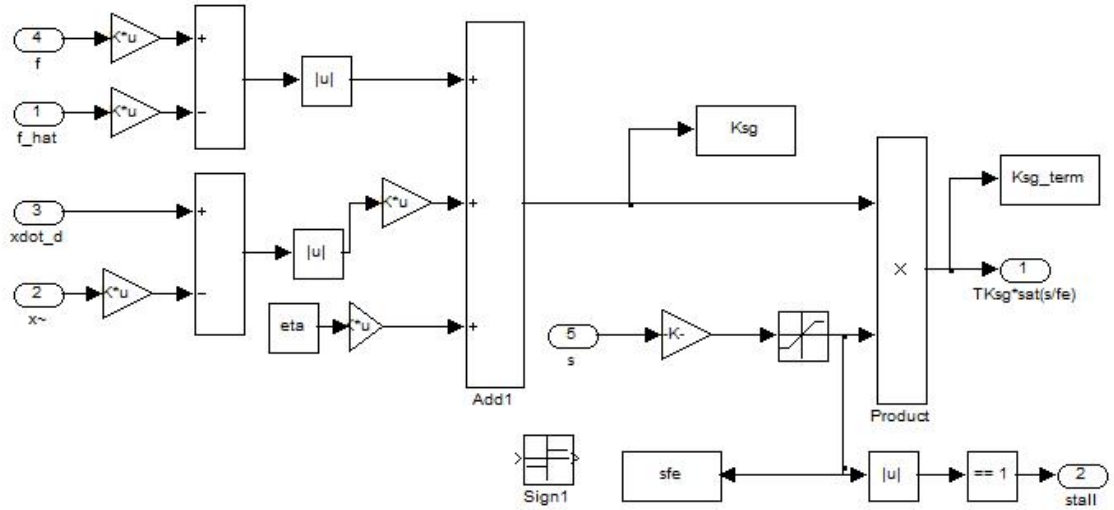 4
f
K*u
+
1
f_hat
K*u
−
|u|
+
3
xdot_d
+
2
x~
K*u
−
|u|
K*u
+
eta
K*u
+
Add1
Ksg
5
s
-K-
×
Product
Ksg_term
1
TKsg*sat(s/fe)
Sign1
sfe
|u|
== 1
2
stall